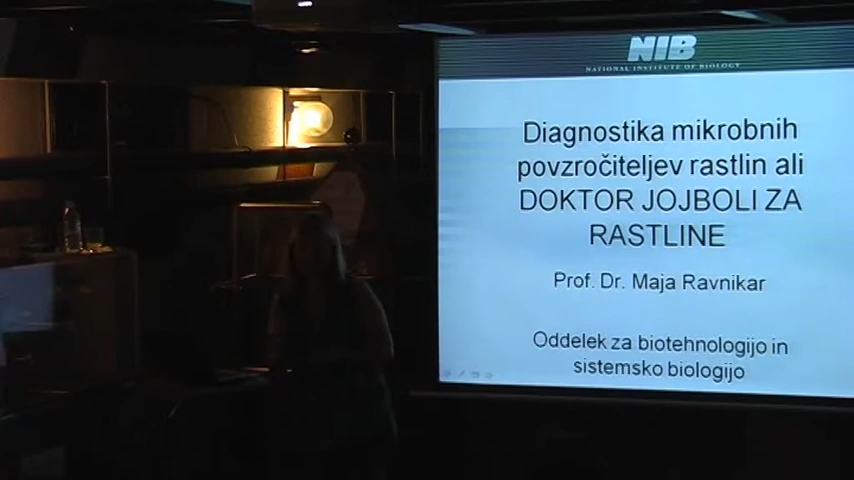 NIB
NATIONAL INSTITUTE OF BIOLOGY
Diagnostika mikrobnih
povzročiteljev rastlin ali
DOKTOR JOJBOLI ZA
RASTLINE
Prof. Dr. Maja Ravnikar
Oddelek za biotehnologijo in
sistemsko biologijo